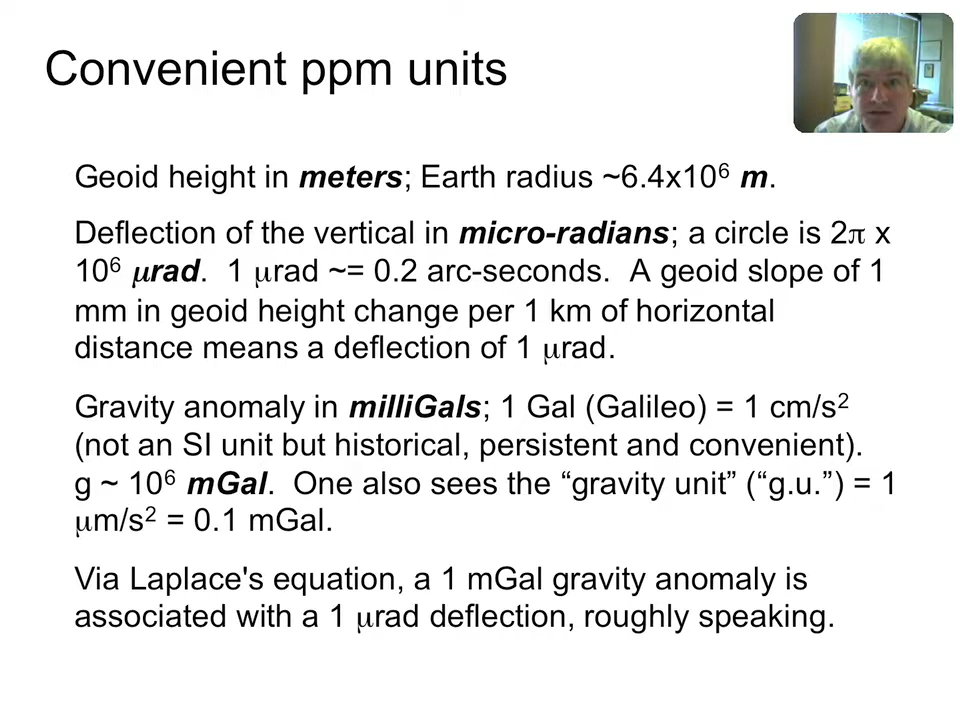 Convenient ppm units
Geoid height in meters; Earth radius ~6.4x10⁶ m.
Deflection of the vertical in micro-radians; a circle is 2π x
10⁶ μrad.  1 μrad ~= 0.2 arc-seconds.  A geoid slope of 1
mm in geoid height change per 1 km of horizontal
distance means a deflection of 1 μrad.
Gravity anomaly in milliGals; 1 Gal (Galileo) = 1 cm/s²
(not an SI unit but historical, persistent and convenient).
g ~ 10⁶ mGal.  One also sees the “gravity unit” (“g.u.”) = 1
μm/s² = 0.1 mGal.
Via Laplace's equation, a 1 mGal gravity anomaly is
associated with a 1 μrad deflection, roughly speaking.